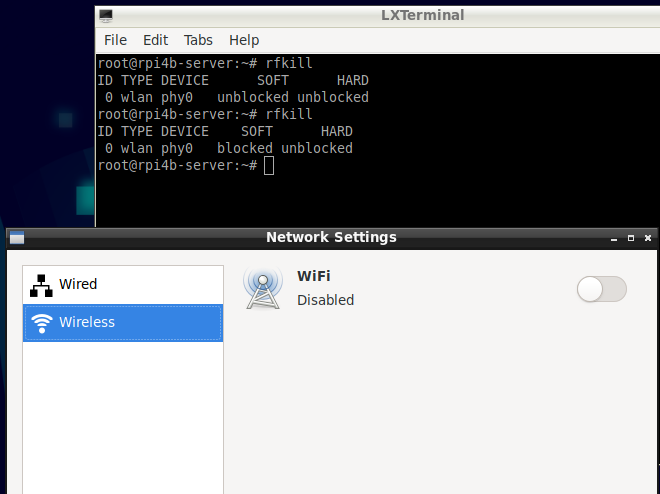 LXTerminal
File Edit Tabs Help
root@rpi4b-server:~# rfkill
ID TYPE DEVICE      SOFT      HARD
 0 wlan phy0   unblocked unblocked
root@rpi4b-server:~# rfkill
ID TYPE DEVICE    SOFT      HARD
 0 wlan phy0   blocked unblocked
root@rpi4b-server:~#
Network Settings
Wired
Wireless
WiFi
Disabled